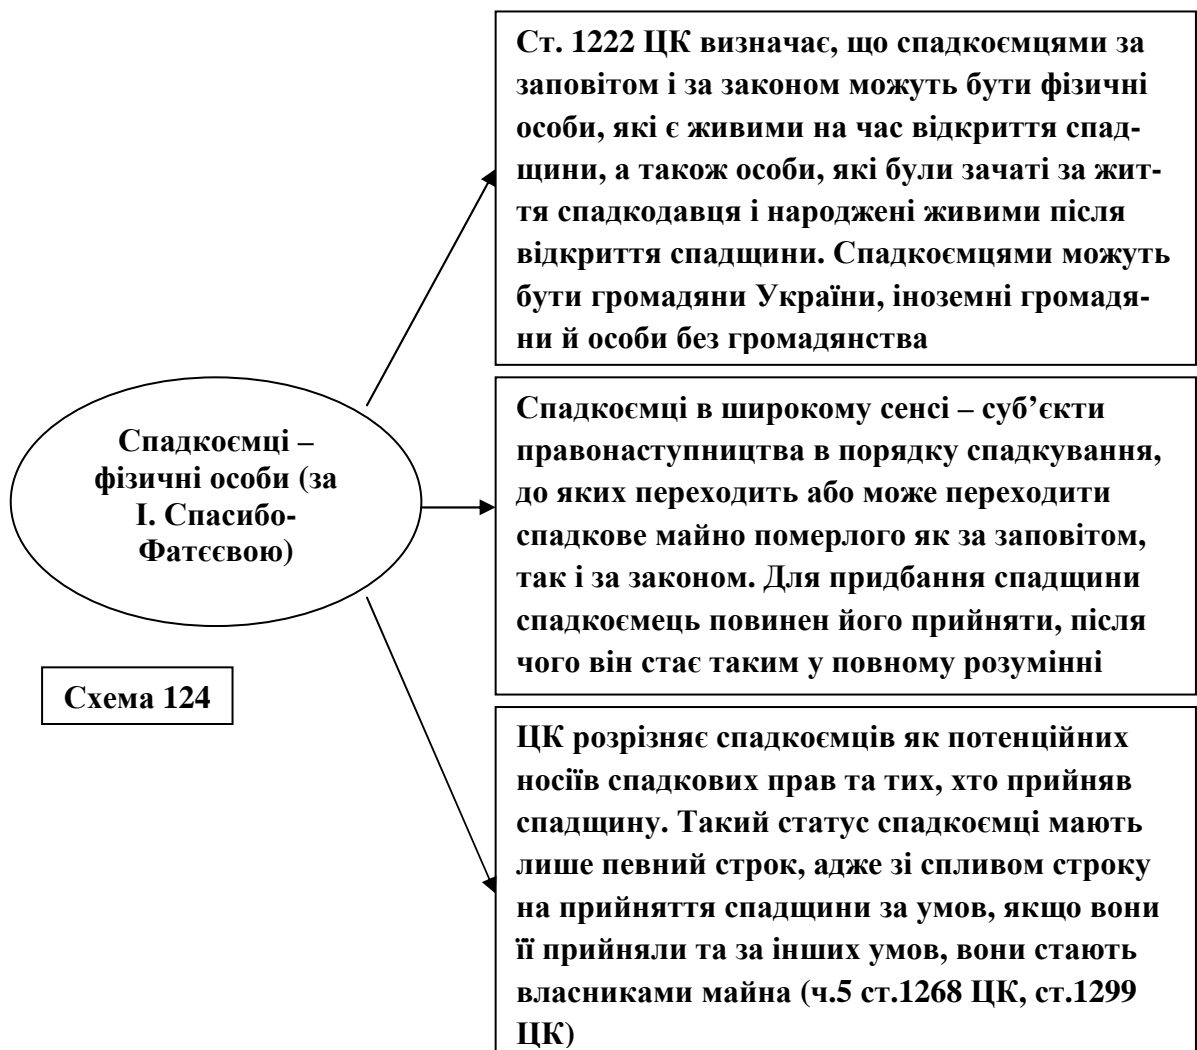 Ст. 1222 ЦК визначає, що спадкоємцями за
заповітом і за законом можуть бути фізичні
особи, які є живими на час відкриття спад-
щини, а також особи, які були зачаті за жит-
тя спадкодавця і народжені живими після
відкриття спадщини. Спадкоємцями можуть
бути громадяни України, іноземні громадя-
ни й особи без громадянства
Спадкоємці –
фізичні особи (за
І. Спасибо-
Фатєєвою)
Спадкоємці в широкому сенсі – суб’єкти
правонаступництва в порядку спадкування,
до яких переходить або може переходити
спадкове майно померлого як за заповітом,
так і за законом. Для придбання спадщини
спадкоємець повинен його прийняти, після
чого він стає таким у повному розумінні
Схема 124
ЦК розрізняє спадкоємців як потенційних
носіїв спадкових прав та тих, хто прийняв
спадщину. Такий статус спадкоємці мають
лише певний строк, адже зі спливом строку
на прийняття спадщини за умов, якщо вони
її прийняли та за інших умов, вони стають
власниками майна (ч.5 ст.1268 ЦК, ст.1299
ЦК)